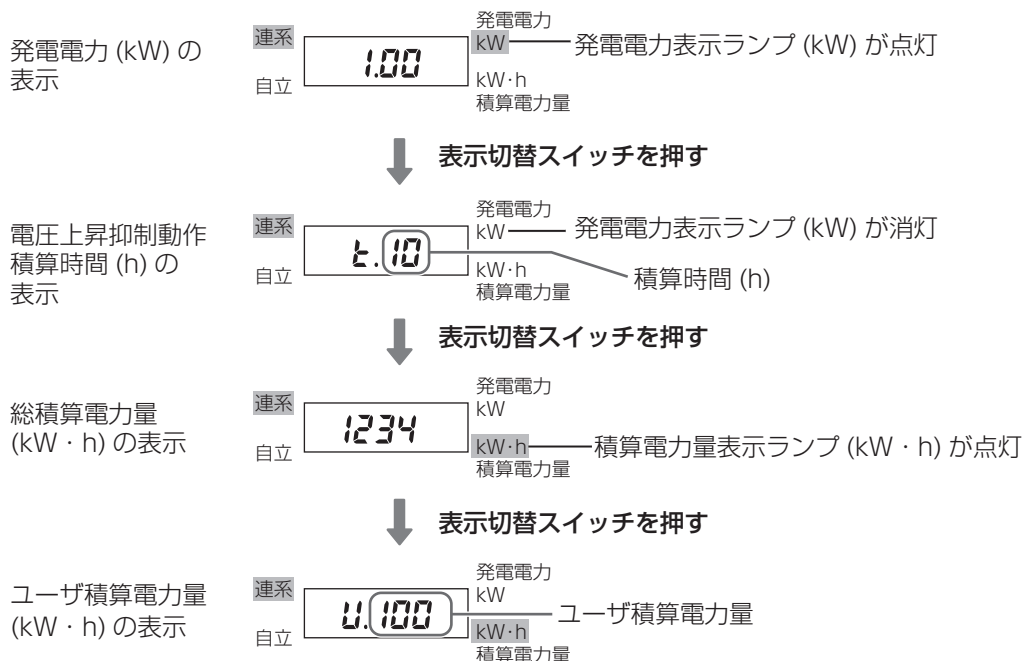 発電電力 (kW) の
表示
連系
自立
1.00
発電電力
kW
kW·h
積算電力量
発電電力表示ランプ (kW) が点灯
表示切替スイッチを押す
電圧上昇抑制動作
積算時間 (h) の
表示
連系
自立
t.10
発電電力
kW
kW·h
積算電力量
発電電力表示ランプ (kW) が消灯
積算時間 (h)
表示切替スイッチを押す
総積算電力量
(kW · h) の表示
連系
自立
1234
発電電力
kW
kW·h
積算電力量
積算電力量表示ランプ (kW · h) が点灯
表示切替スイッチを押す
ユーザ積算電力量
(kW · h) の表示
連系
自立
U.100
発電電力
kW
kW·h
積算電力量
ユーザ積算電力量